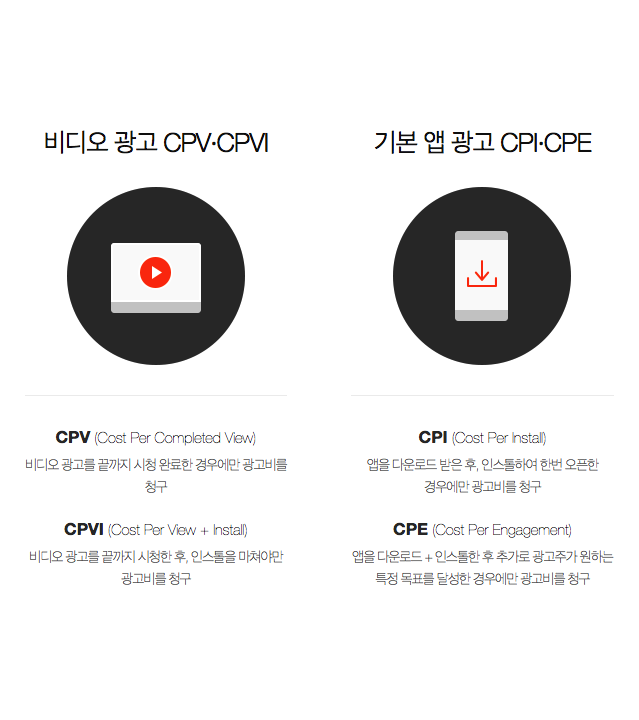 비디오 광고 CPV·CPVI
CPV (Cost Per Completed View)
비디오 광고를 끝까지 시청 완료한 경우에만 광고비를
청구
CPVI (Cost Per View + Install)
비디오 광고를 끝까지 시청한 후, 인스톨을 마쳐야만
광고비를 청구
기본 앱 광고 CPI·CPE
CPI (Cost Per Install)
앱을 다운로드 받은 후, 인스톨하여 한번 오픈한
경우에만 광고비를 청구
CPE (Cost Per Engagement)
앱을 다운로드 + 인스톨한 후 추가로 광고주가 원하는
특정 목표를 달성한 경우에만 광고비를 청구